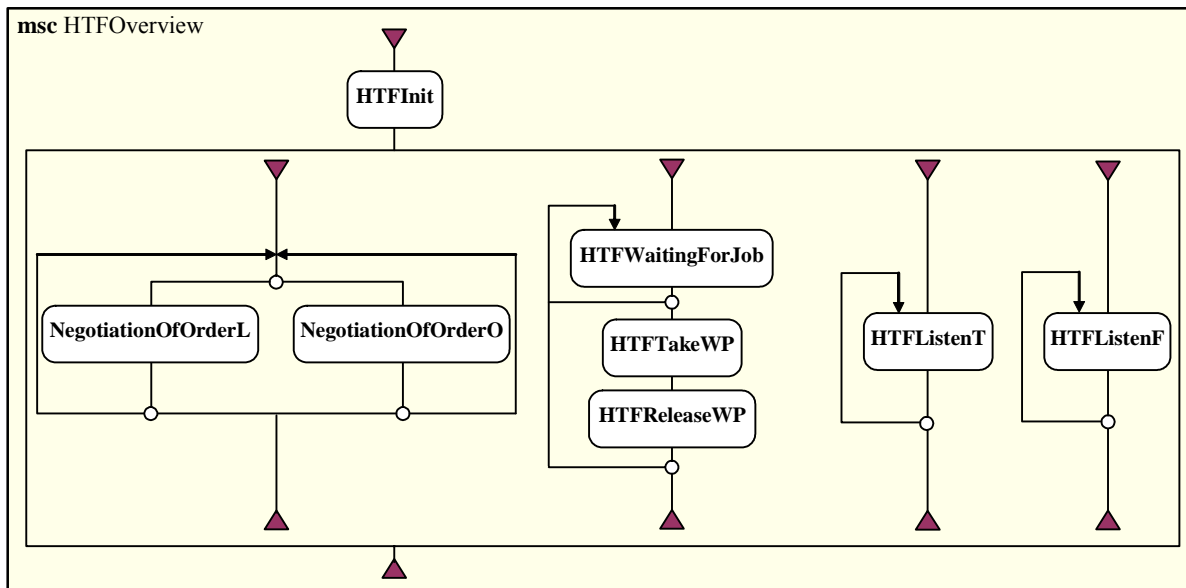 msc HTFOverview
HTFInit
NegotiationOfOrderL
NegotiationOfOrderO
HTFWaitingForJob
HTFTakeWP
HTFReleaseWP
HTFListenT
HTFListenF